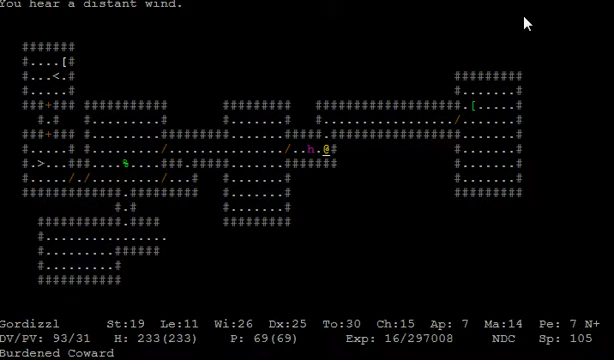 You hear a distant wind.
Gordizzl St:19 Le:11 Wi:26 Dx:25 To:30 Ch:15 Ap: 7 Ma:14 Pe: 7 N+
DV/PV: 93/31 H: 233(233) P: 69(69) Exp: 16/297008 NDC Sp: 105
Burdened Coward